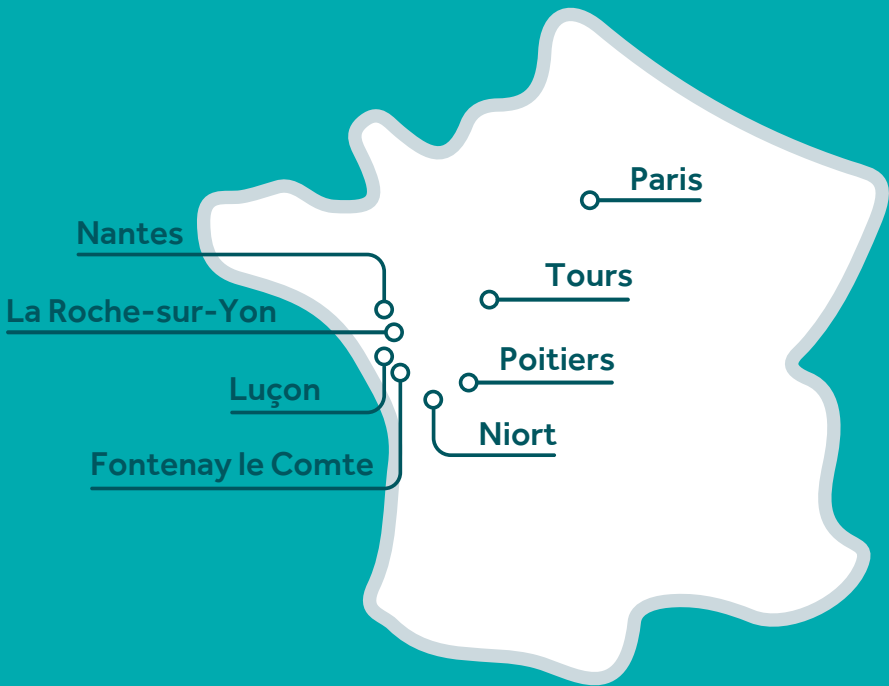 Paris
Nantes
Tours
La Roche-sur-Yon
Poitiers
Luçon
Niort
Fontenay le Comte